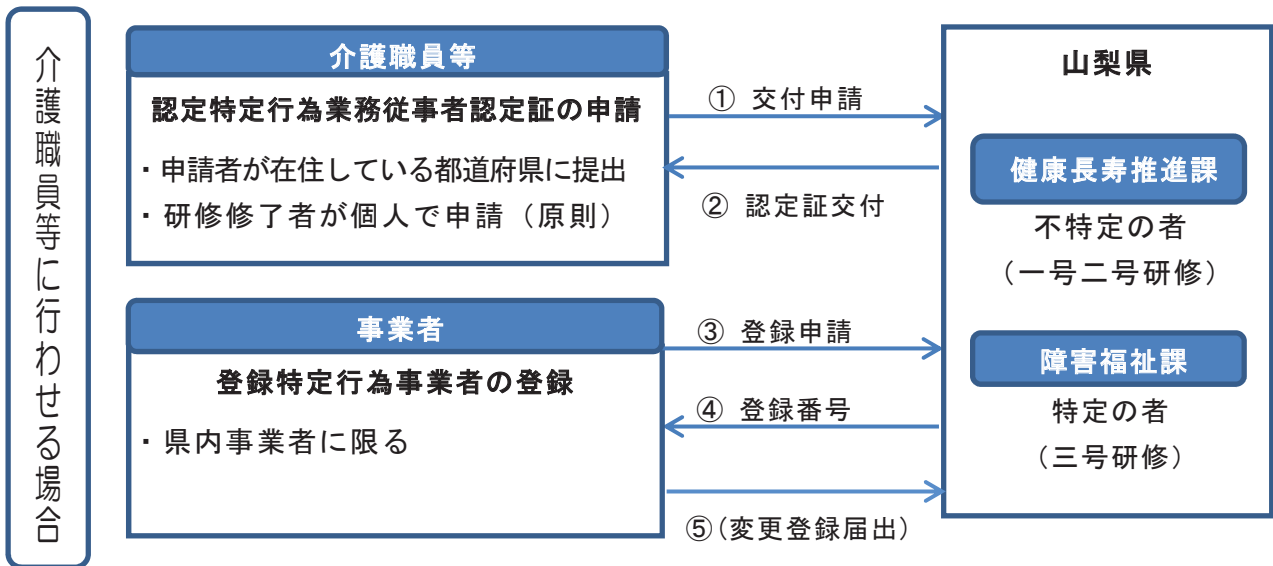 介護職員等に行わせる場合
介護職員等
認定特定行為業務従事者認定証の申請
・申請者が在住している都道府県に提出
・研修修了者が個人で申請（原則）
① 交付申請
② 認定証交付
事業者
登録特定行為事業者の登録
・県内事業者に限る
③ 登録申請
④ 登録番号
⑤(変更登録届出)
山梨県
健康長寿推進課
不特定の者
（一号二号研修）
障害福祉課
特定の者
（三号研修）